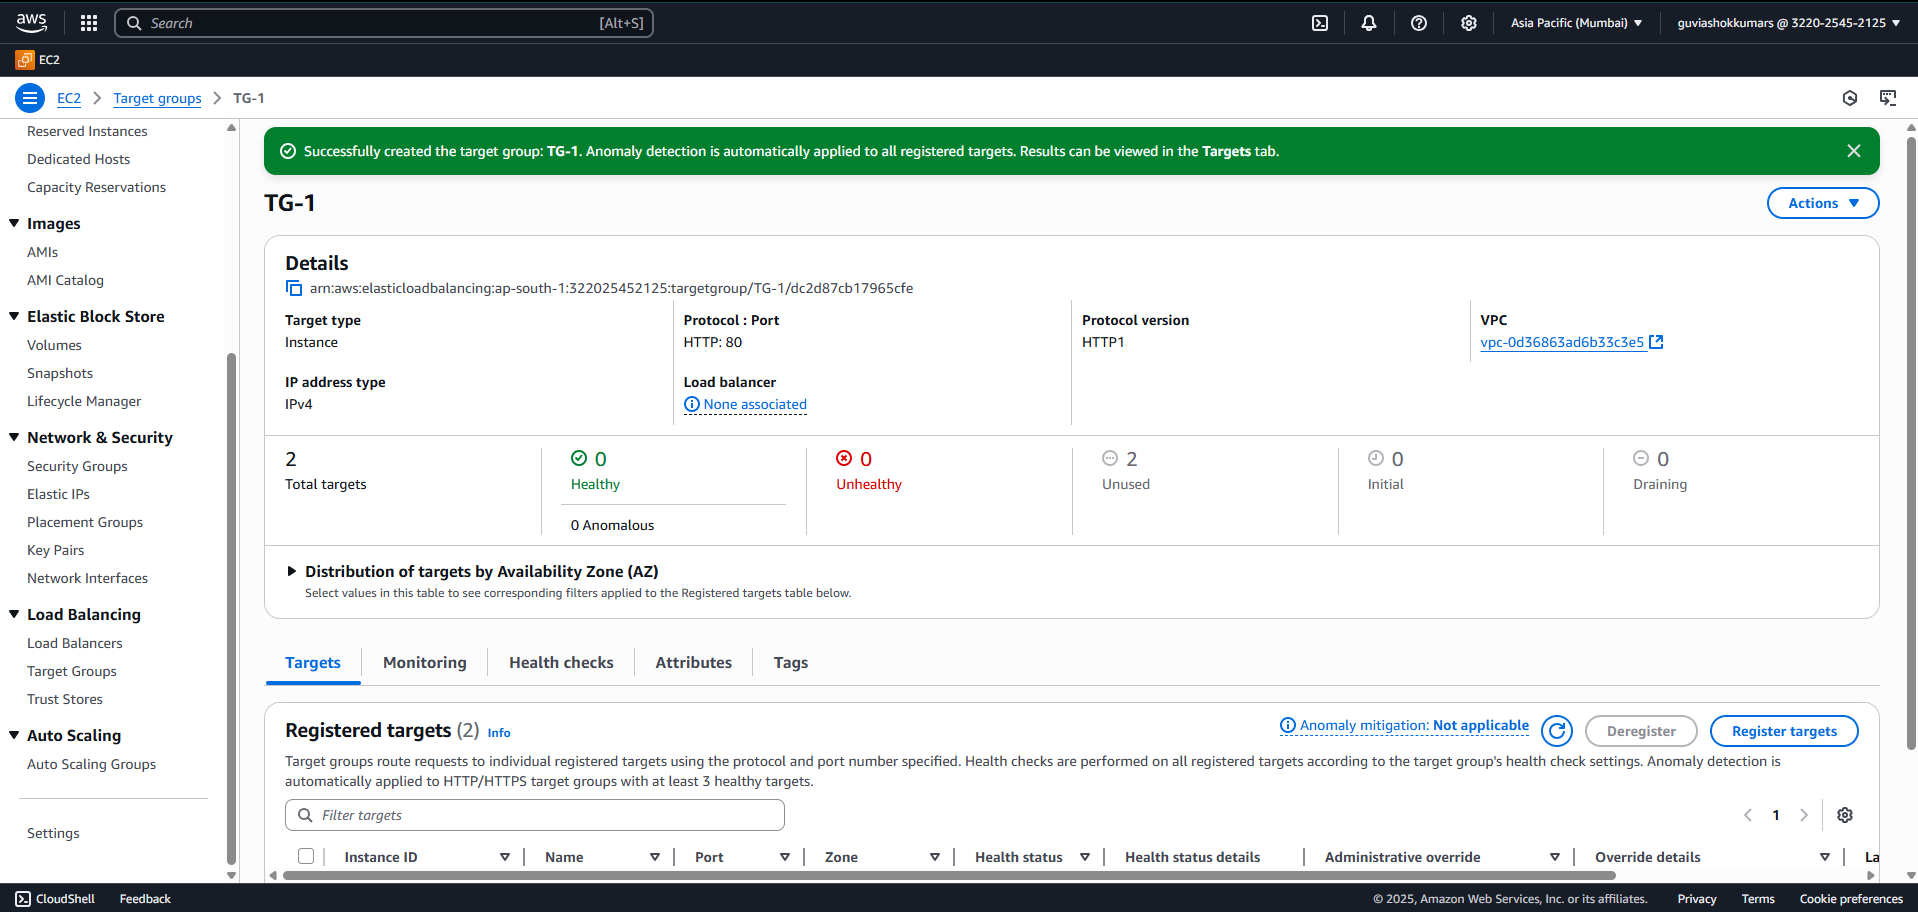 aws
Search [Alt+S]
Asia Pacific (Mumbai)
guviashokkumars @ 3220-2545-2125
EC2
EC2 > Target groups > TG-1
Reserved Instances
Dedicated Hosts
Capacity Reservations
Images
AMIs
AMI Catalog
Elastic Block Store
Volumes
Snapshots
Lifecycle Manager
Network & Security
Security Groups
Elastic IPs
Placement Groups
Key Pairs
Network Interfaces
Load Balancing
Load Balancers
Target Groups
Trust Stores
Auto Scaling
Auto Scaling Groups
Settings
Successfully created the target group: TG-1. Anomaly detection is automatically applied to all registered targets. Results can be viewed in the Targets tab.
TG-1
Actions
Details
arn:aws:elasticloadbalancing:ap-south-1:322025452125:targetgroup/TG-1/dc2d87cb17965cfe
Target type
Instance
Protocol : Port
HTTP: 80
Protocol version
HTTP1
VPC
vpc-0d36863ad6b33c3e5
IP address type
IPv4
Load balancer
None associated
2
Total targets
0
Healthy
0 Anomalous
0
Unhealthy
2
Unused
0
Initial
0
Draining
Distribution of targets by Availability Zone (AZ)
Select values in this table to see corresponding filters applied to the Registered targets table below.
Targets Monitoring Health checks Attributes Tags
Registered targets (2) Info
Anomaly mitigation: Not applicable
Deregister
Register targets
Target groups route requests to individual registered targets using the protocol and port number specified. Health checks are performed on all registered targets according to the target group's health check settings. Anomaly detection is
automatically applied to HTTP/HTTPS target groups with at least 3 healthy targets.
Filter targets
1
Instance ID Name Port Zone Health status Health status details Administrative override Override details La
CloudShell Feedback
© 2025, Amazon Web Services, Inc. or its affiliates. Privacy Terms Cookie preferences